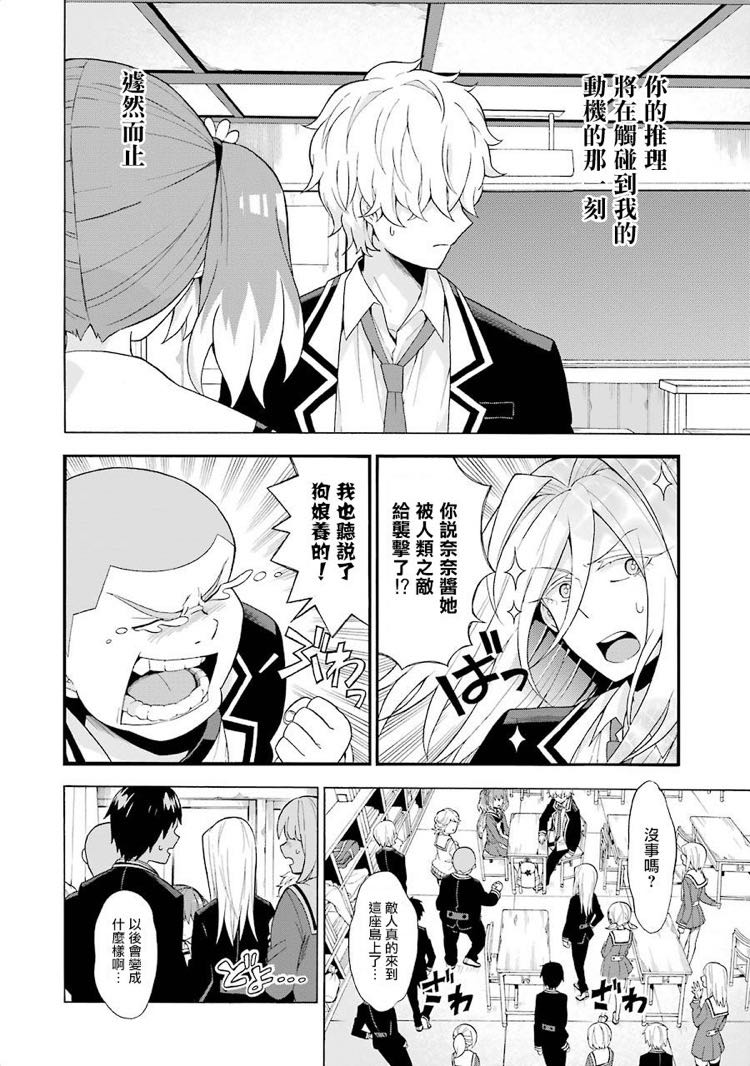 你的推理
將在觸碰到我的
動機的那一刻
遽然而止
你說奈奈醬她
被人類之敵
給襲擊了!?
ばっ
我也聽說了
狗娘養的！
ぶわっ
沒事嗎？
敵人真的來到
這座島上了…
ざわ
ざわ
以後會變成
什麼樣啊…
どよ…